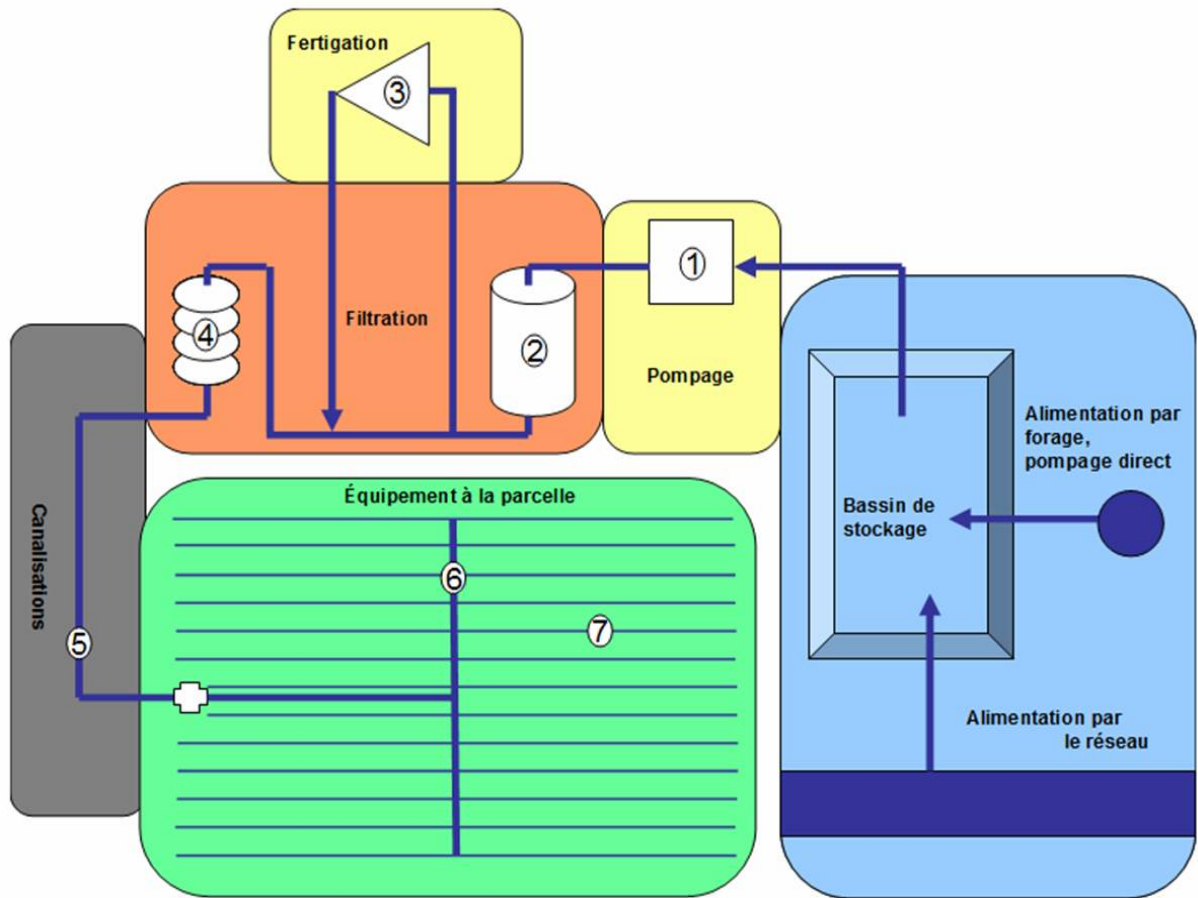 Fertigation
3
1
4
Filtration
2
Pompage
Alimentation par
forage,
pompage direct
Bassin de
stockage
Canalisations
5
Équipement à la parcelle
6
7
Alimentation par
le réseau